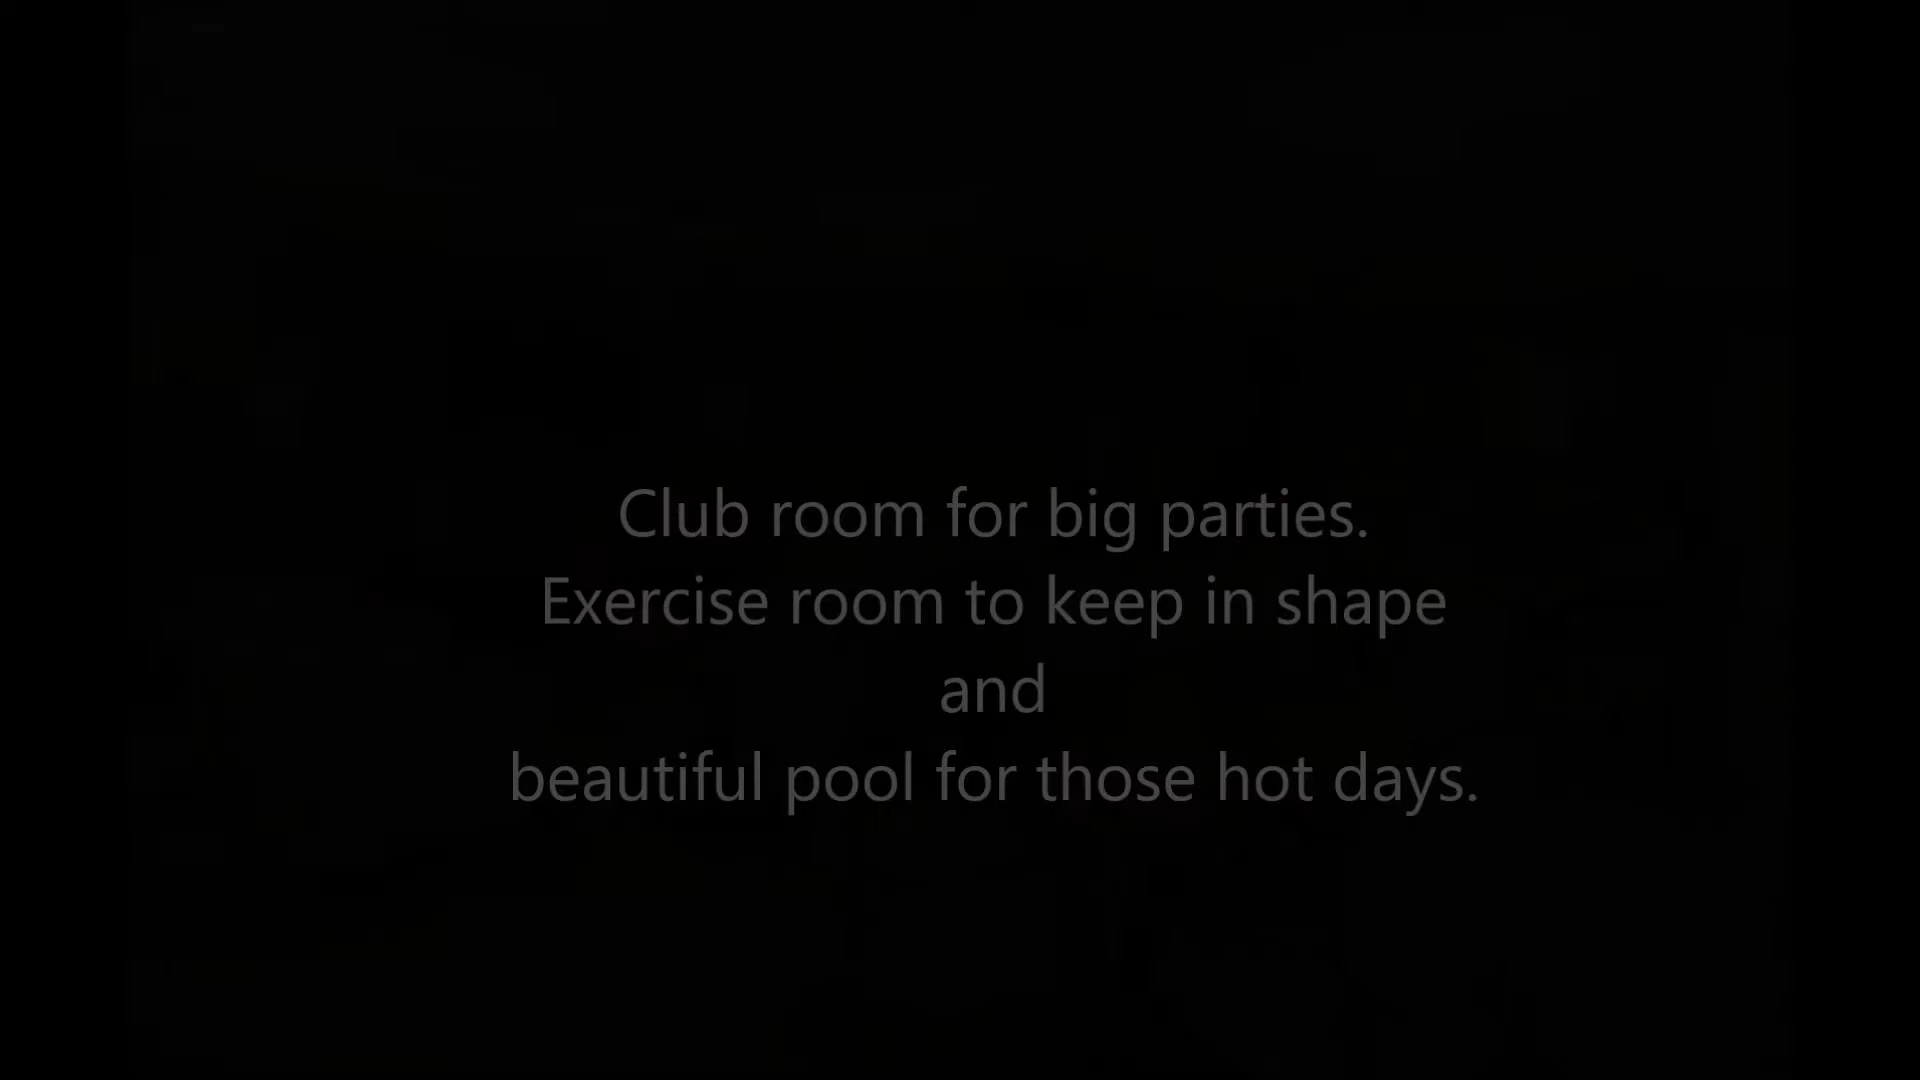 Club room for big parties.
Exercise room to keep in shape
and
beautiful pool for those hot days.